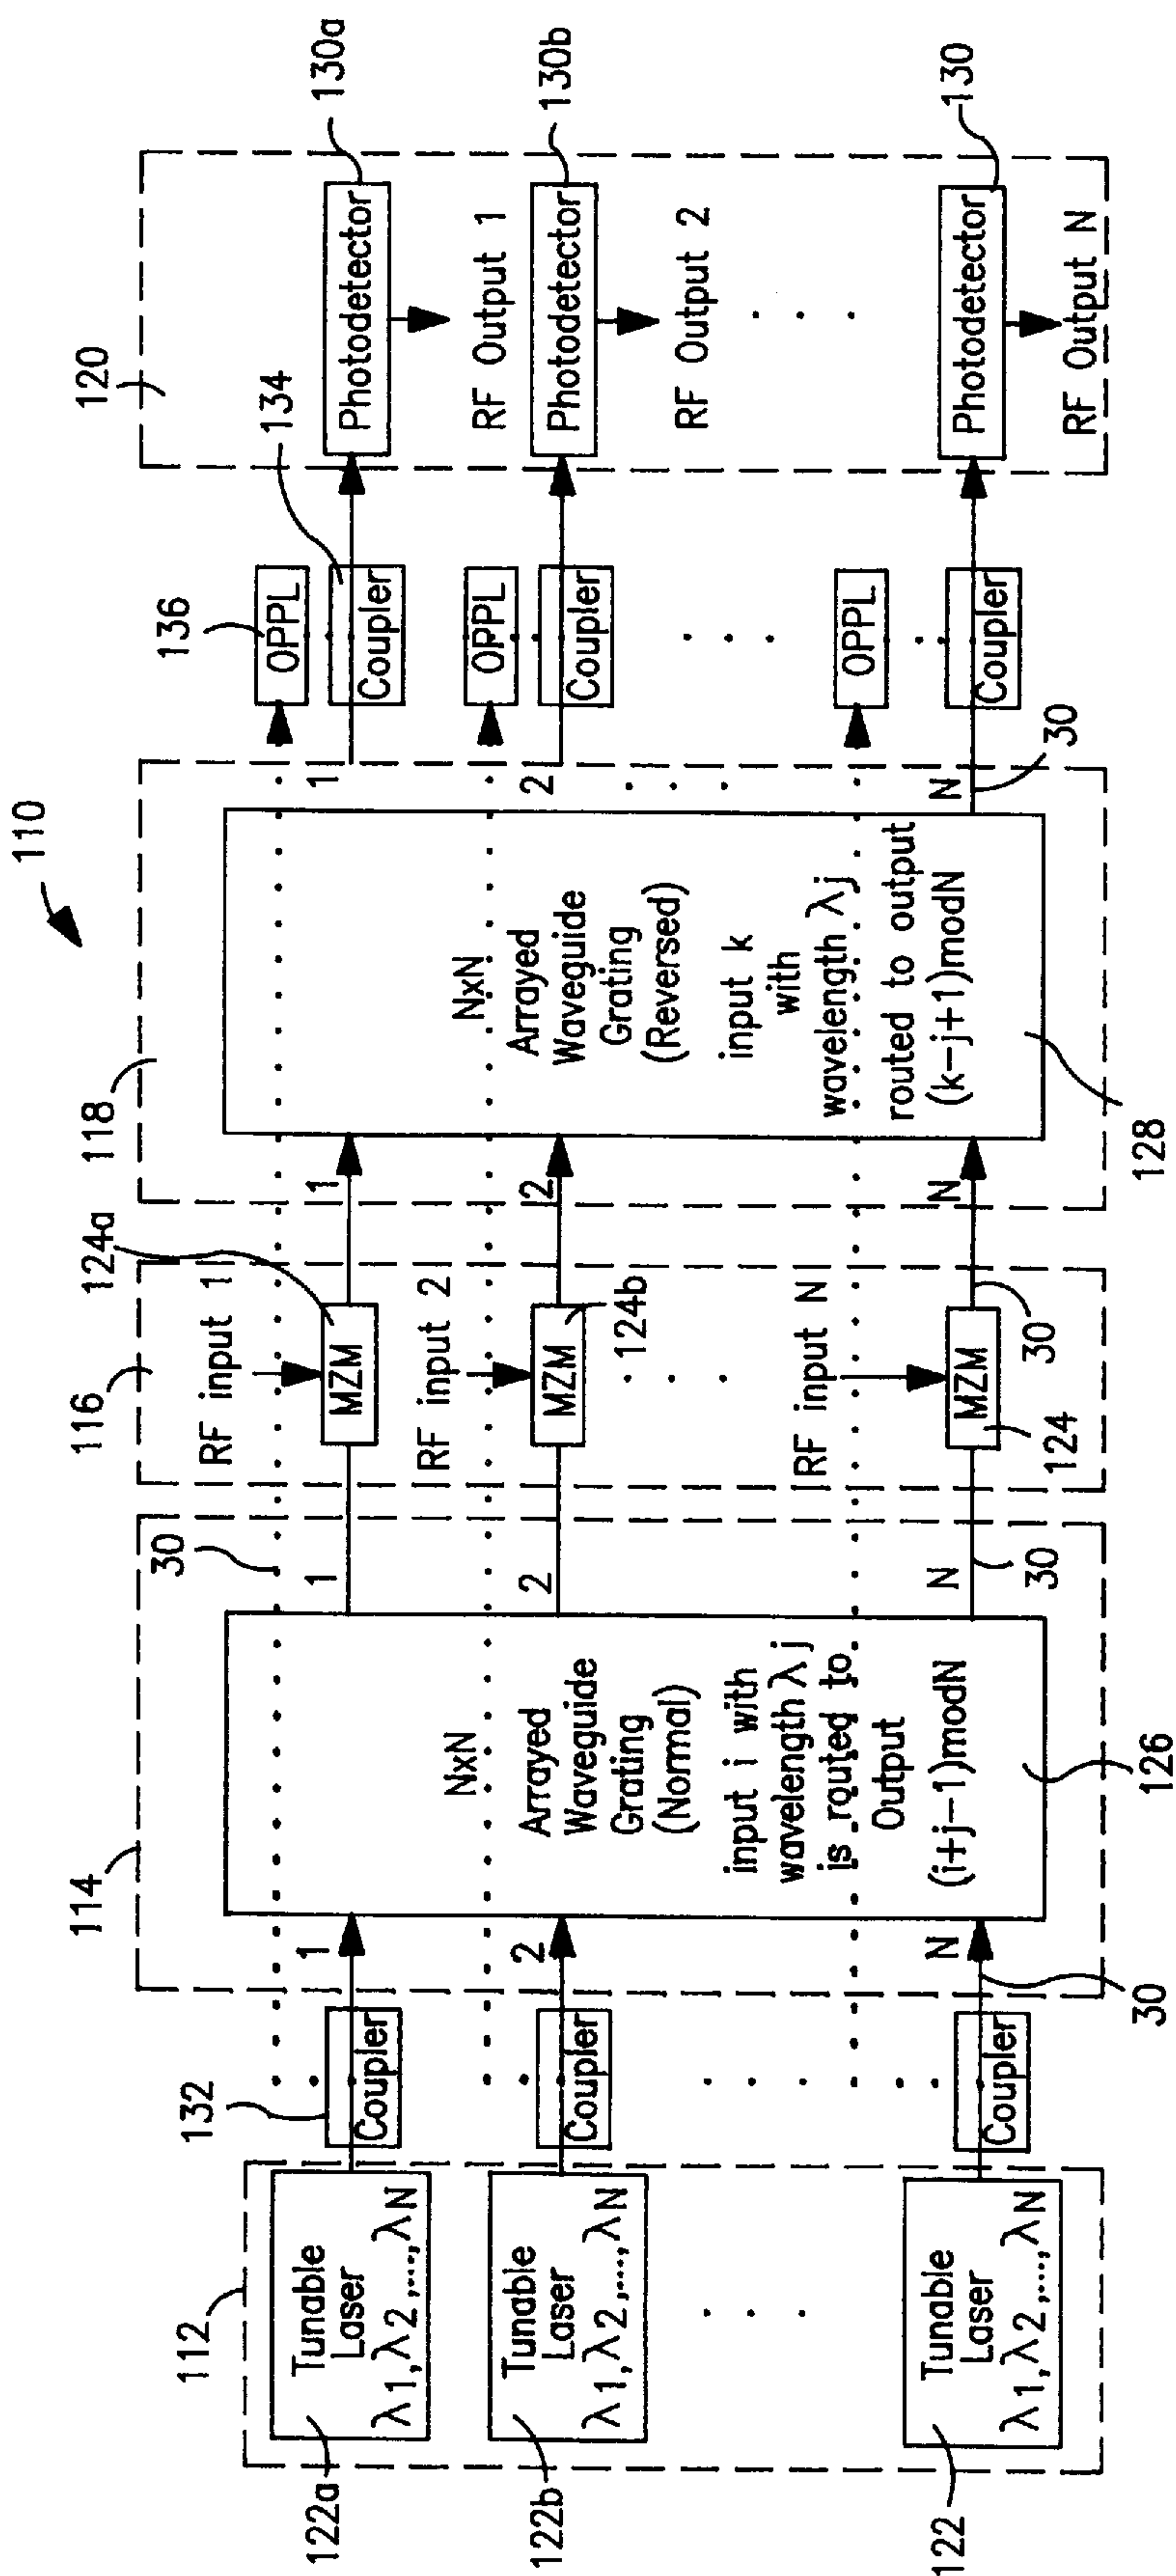 110
112
Tunable
Laser
λ1,λ2,...,λN
122a
Tunable
Laser
λ1,λ2,...,λN
122b
Tunable
Laser
λ1,λ2,...,λN
122
132
Coupler
Coupler
Coupler
114
1
2
N
30
NxN
Arrayed
Waveguide
Grating
(Normal)
input i with
wavelength λj
is routed to
Output
(i+j-1)modN
126
30
1
2
N
30
116
RF input 1
MZM
124a
RF input 2
MZM
124b
RF input N
MZM
124
30
118
1
2
N
NxN
Arrayed
Waveguide
Grating
(Reversed)
input k
with
wavelength λj
routed to output
(k-j+1)modN
128
1
2
N
30
136
OPPL
Coupler
134
OPPL
Coupler
OPPL
Coupler
120
Photodetector
130a
RF Output 1
Photodetector
130b
RF Output 2
Photodetector
130
RF Output N